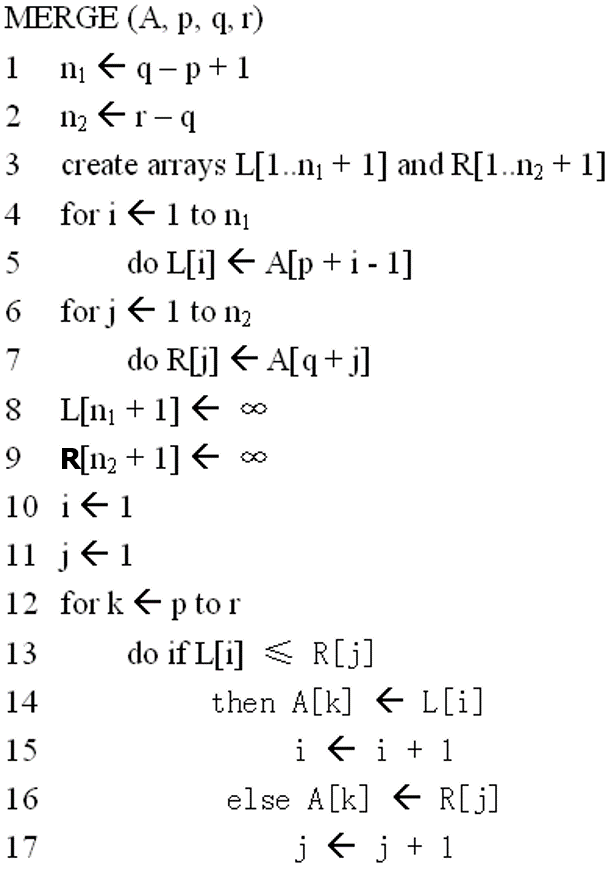 MERGE (A, p, q, r)
1 n₁ ← q – p + 1
2 n₂ ← r – q
3 create arrays L[1..n₁ + 1] and R[1..n₂ + 1]
4 for i ← 1 to n₁
5 do L[i] ← A[p + i - 1]
6 for j ← 1 to n₂
7 do R[j] ← A[q + j]
8 L[n₁ + 1] ← ∞
9 R[n₂ + 1] ← ∞
10 i ← 1
11 j ← 1
12 for k ← p to r
13 do if L[i] ⩽ R[j]
14 then A[k] ← L[i]
15 i ← i + 1
16 else A[k] ← R[j]
17 j ← j + 1